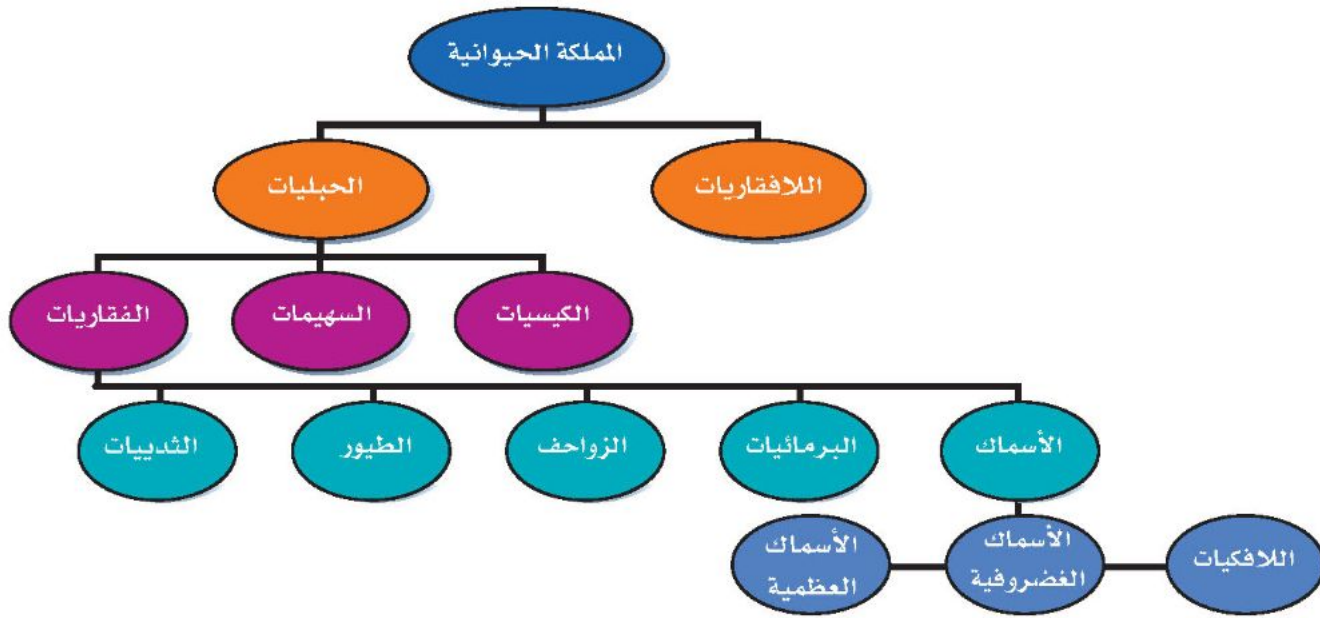 المملكة الحيوانية
اللافقاريات
الحبليات
الكيسيات
السهيمات
الفقاريات
الأسماك
البرمائيات
الزواحف
الطيور
الثدييات
اللافكيات
الأسماك
الغضروفية
الأسماك
العظمية